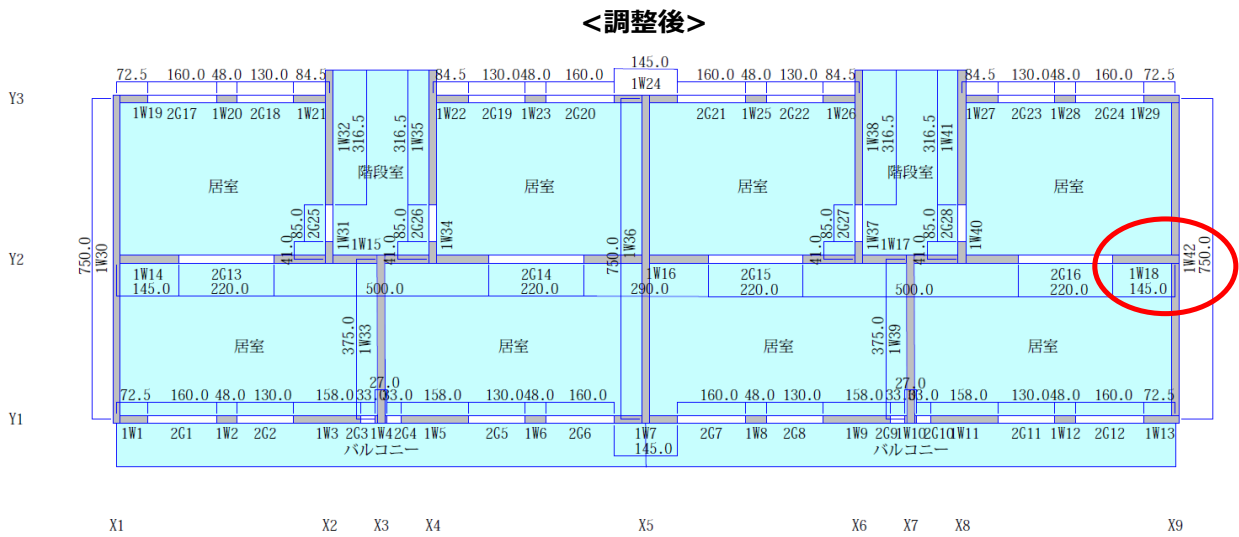 <調整後>
145.0
72.5 160.0 48.0 130.0 84.5 84.5 130.0 48.0 160.0 1W24 160.0 48.0 130.0 84.5 84.5 130.0 48.0 160.0 72.5
Y3
1W19 2G17 1W20 2G18 1W21 1W22 2G19 1W23 2G20 2G21 1W25 2G22 1W26 1W27 2G23 1W28 2G24 1W29
1W32 316.5 316.5 1W35 1W38 316.5 316.5 1W41
階段室 階段室
居室 居室 居室 居室
85.0 2G25 85.0 2G26 85.0 2G27 85.0 2G28
41.0 1W31 41.0 1W34 41.0 1W37 41.0 1W40
1W15 1W17
750.0 1W30 750.0 1W36 1W42 750.0
Y2
1W14 2G13 2G14 1W16 2G15 2G16 1W18
145.0 220.0 500.0 220.0 290.0 220.0 500.0 220.0 145.0
375.0 1W33 375.0 1W39
居室 居室 居室 居室
27.0 27.0
72.5 160.0 48.0 130.0 158.0 33.0 33.0 158.0 130.0 48.0 160.0 160.0 48.0 130.0 158.0 33.0 33.0 158.0 130.0 48.0 160.0 72.5
Y1
1W1 2G1 1W2 2G2 1W3 2G3 1W4 2G4 1W5 2G5 1W6 2G6 1W7 2G7 1W8 2G8 1W9 2G9 1W10 2G10 1W11 2G11 1W12 2G12 1W13
バルコニー 145.0 バルコニー
X1 X2 X3 X4 X5 X6 X7 X8 X9